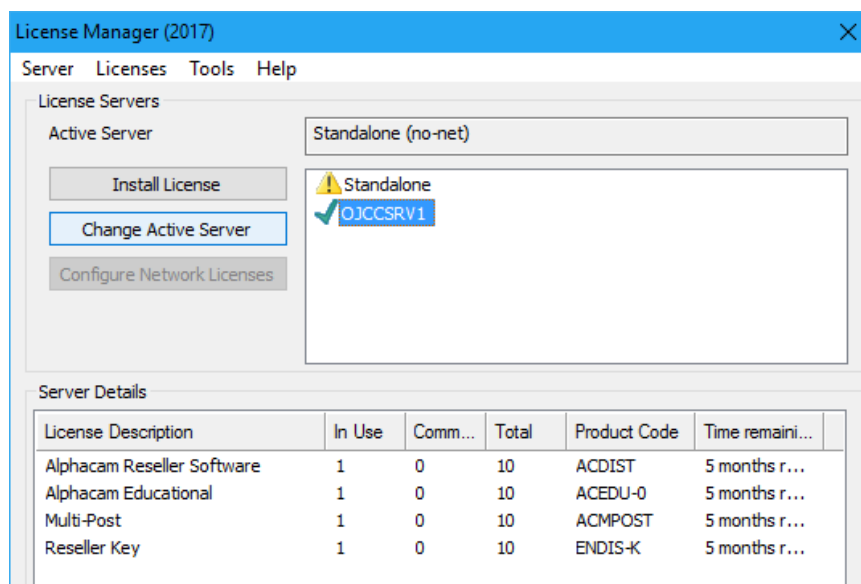 License Manager (2017)
Server Licenses Tools Help
License Servers
Active Server Standalone (no-net)
Install License
Change Active Server
Configure Network Licenses
Standalone
OJCCSRV1
Server Details
License Description In Use Comm... Total Product Code Time remaini...
Alphacam Reseller Software 1 0 10 ACDIST 5 months r...
Alphacam Educational 1 0 10 ACEDU-0 5 months r...
Multi-Post 1 0 10 ACMPOST 5 months r...
Reseller Key 1 0 10 ENDIS-K 5 months r...